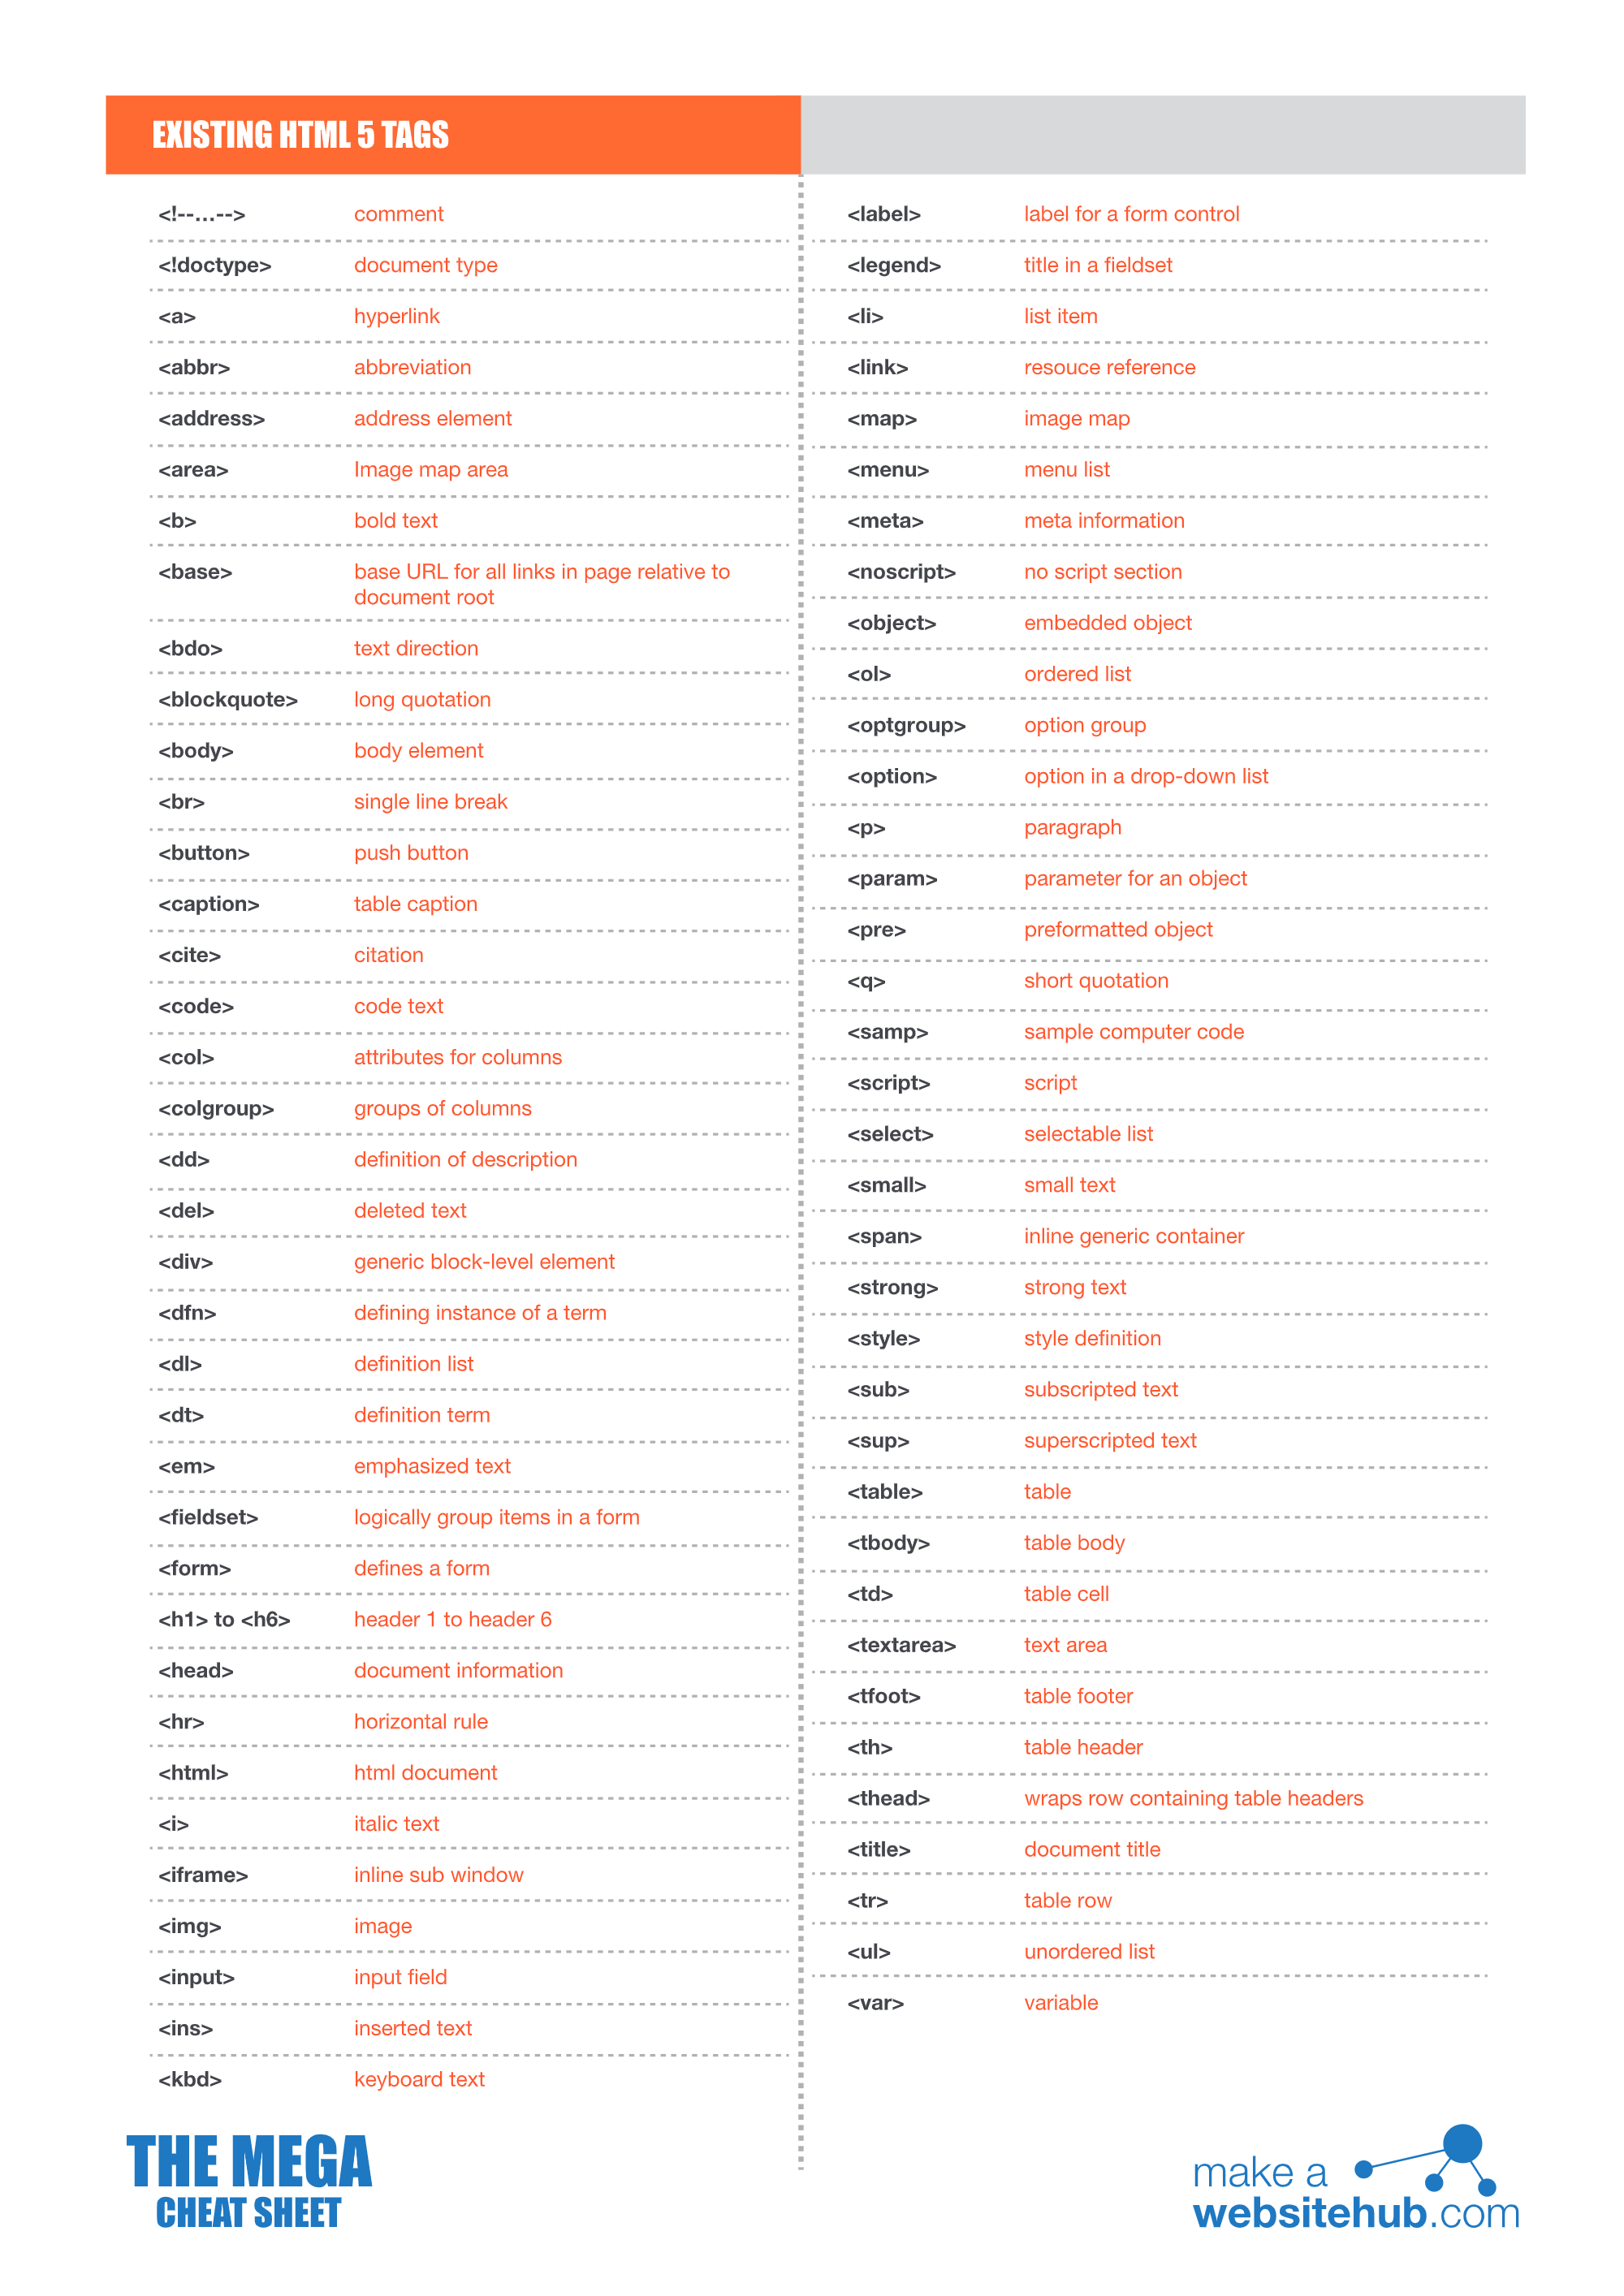 EXISTING HTML 5 TAGS
<!--...--> comment
<!doctype> document type
<a> hyperlink
<abbr> abbreviation
<address> address element
<area> Image map area
<b> bold text
<base> base URL for all links in page relative to
document root
<bdo> text direction
<blockquote> long quotation
<body> body element
<br> single line break
<button> push button
<caption> table caption
<cite> citation
<code> code text
<col> attributes for columns
<colgroup> groups of columns
<dd> definition of description
<del> deleted text
<div> generic block-level element
<dfn> defining instance of a term
<dl> definition list
<dt> definition term
<em> emphasized text
<fieldset> logically group items in a form
<form> defines a form
<h1> to <h6> header 1 to header 6
<head> document information
<hr> horizontal rule
<html> html document
<i> italic text
<iframe> inline sub window
<img> image
<input> input field
<ins> inserted text
<kbd> keyboard text
<label> label for a form control
<legend> title in a fieldset
<li> list item
<link> resouce reference
<map> image map
<menu> menu list
<meta> meta information
<noscript> no script section
<object> embedded object
<ol> ordered list
<optgroup> option group
<option> option in a drop-down list
<p> paragraph
<param> parameter for an object
<pre> preformatted object
<q> short quotation
<samp> sample computer code
<script> script
<select> selectable list
<small> small text
<span> inline generic container
<strong> strong text
<style> style definition
<sub> subscripted text
<sup> superscripted text
<table> table
<tbody> table body
<td> table cell
<textarea> text area
<tfoot> table footer
<th> table header
<thead> wraps row containing table headers
<title> document title
<tr> table row
<ul> unordered list
<var> variable
THE MEGA
CHEAT SHEET
make a
websitehub.com